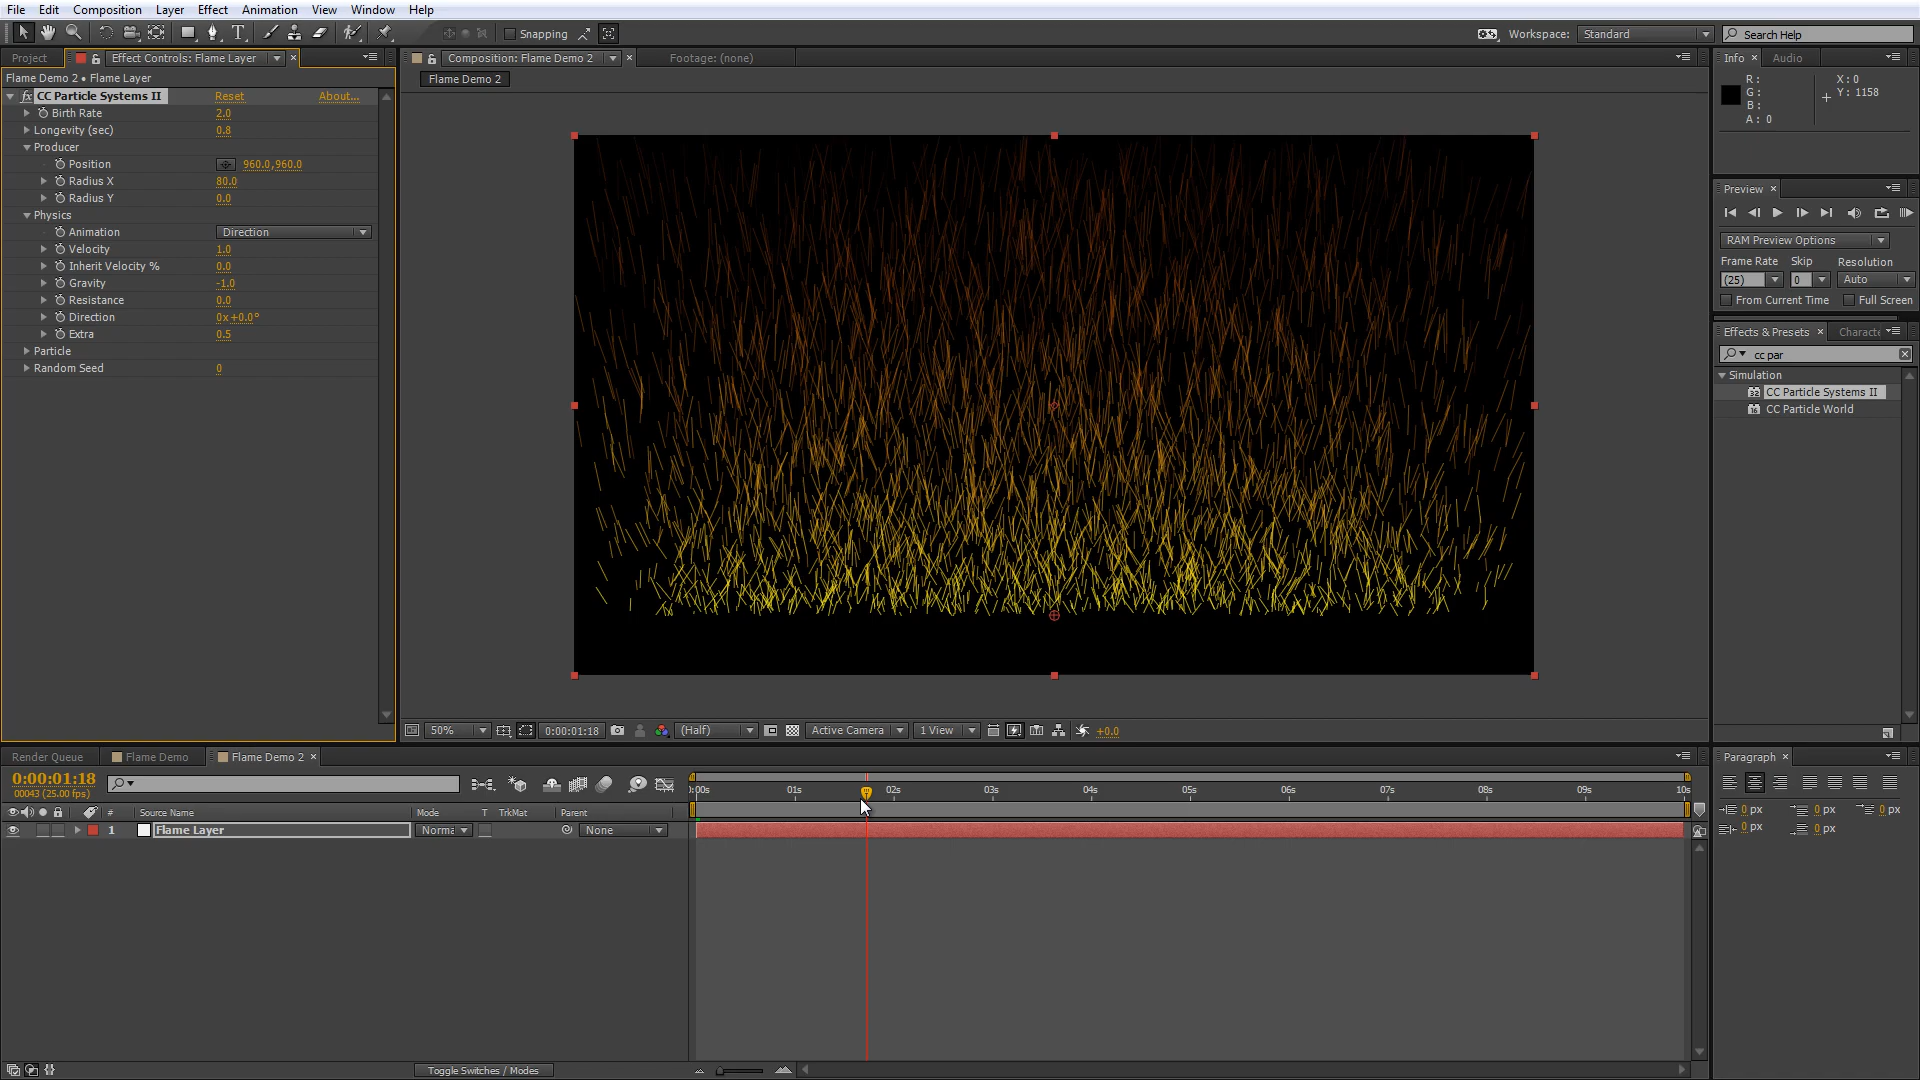 File Edit Composition Layer Effect Animation View Window Help
Snapping
Workspace: Standard
Search Help
Project
Effect Controls: Flame Layer
Composition: Flame Demo 2
Footage: (none)
Info
Audio
Flame Demo 2 • Flame Layer
Flame Demo 2
fx CC Particle Systems II Reset About...
Birth Rate 2.0
Longevity (sec) 0.8
Producer
Position 960.0,960.0
Radius X 80.0
Radius Y 0.0
Physics
Animation Direction
Velocity 1.0
Inherit Velocity % 0.0
Gravity -1.0
Resistance 0.0
Direction 0x+0.0°
Extra 0.5
Particle
Random Seed 0
R :
G :
B :
A : 0
X : 0
Y : 1158
Preview
RAM Preview Options
Frame Rate Skip Resolution
(25) 0 Auto
From Current Time Full Screen
Effects & Presets Characte
cc par
Simulation
32 CC Particle Systems II
16 CC Particle World
50% 0:00:01:18 (Half) Active Camera 1 View +0.0
Render Queue Flame Demo Flame Demo 2
0:00:01:18
00043 (25.00 fps)
# Source Name Mode T TrkMat Parent
1 Flame Layer Norma None
:00s 01s 02s 03s 04s 05s 06s 07s 08s 09s 10s
Toggle Switches / Modes
Paragraph
0 px 0 px 0 px
0 px 0 px